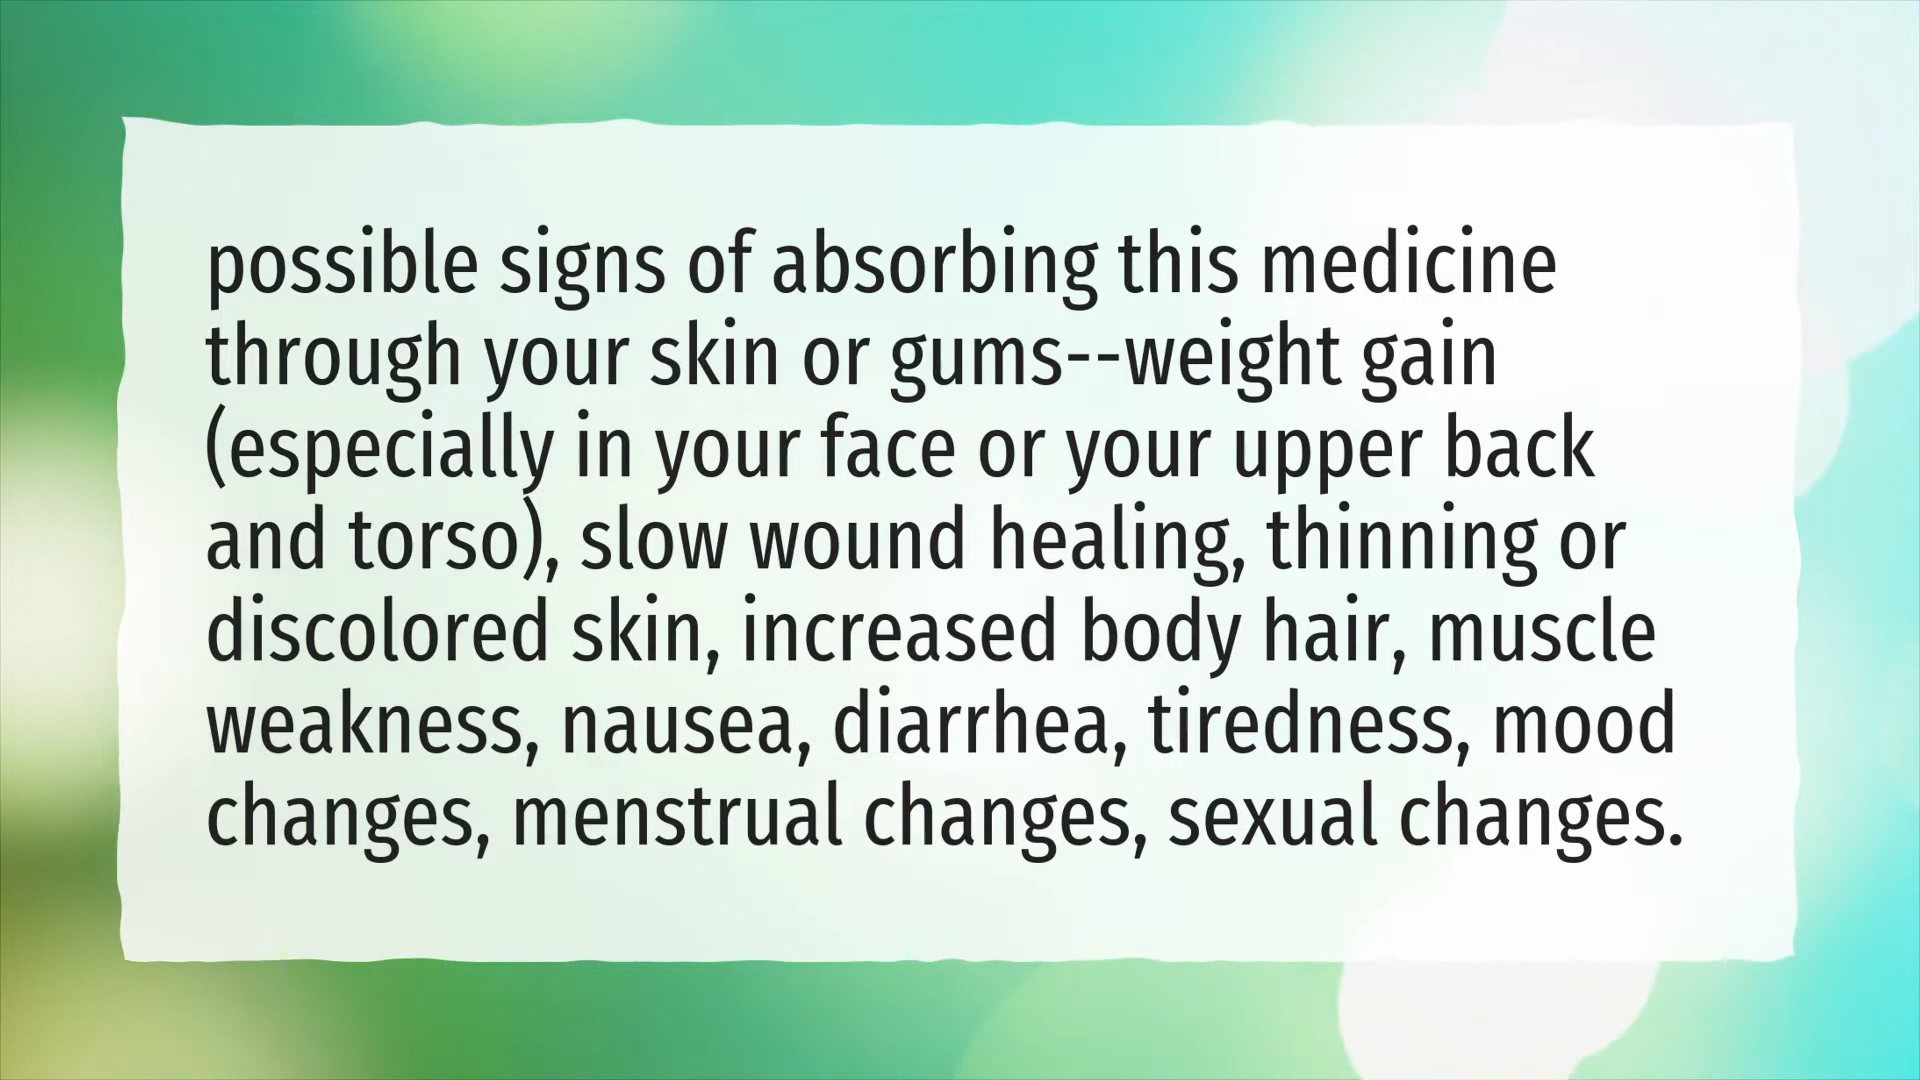 possible signs of absorbing this medicine
through your skin or gums--weight gain
(especially in your face or your upper back
and torso), slow wound healing, thinning or
discolored skin, increased body hair, muscle
weakness, nausea, diarrhea, tiredness, mood
changes, menstrual changes, sexual changes.